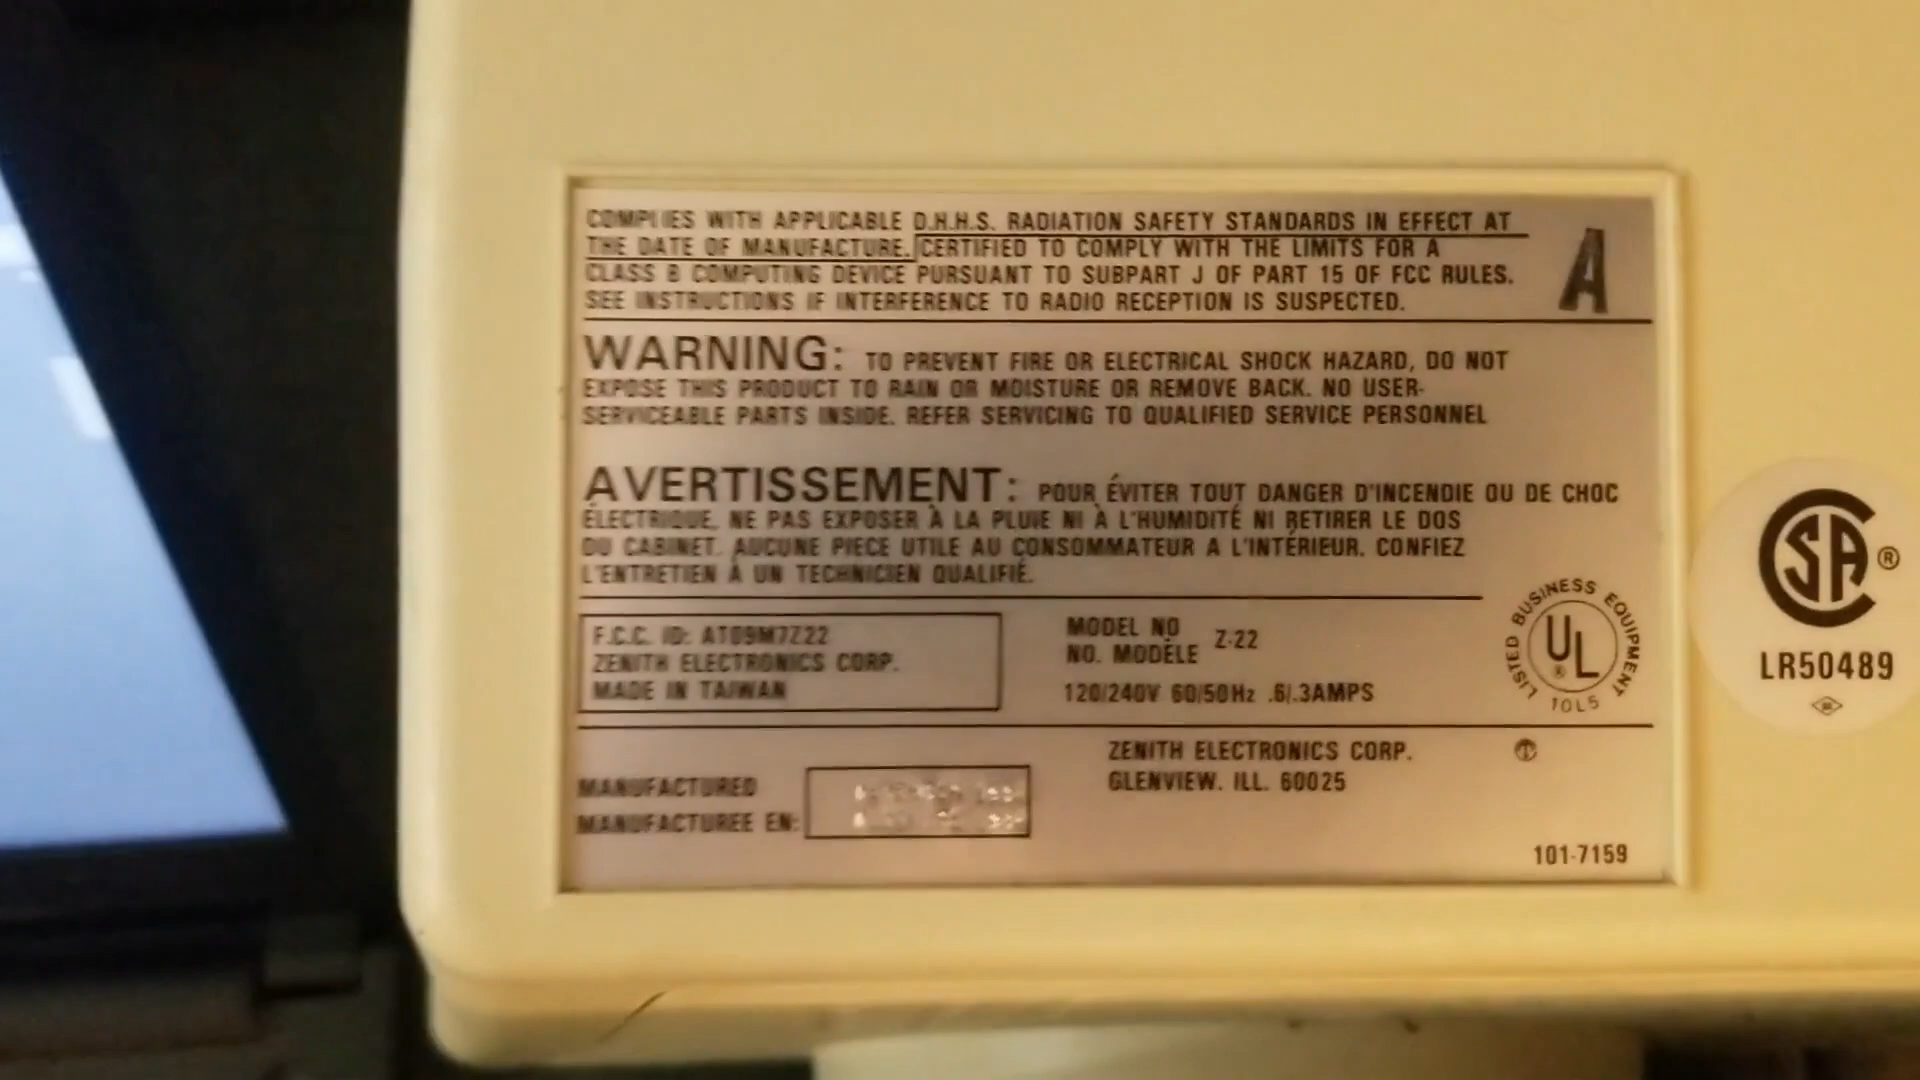 COMPLIES WITH APPLICABLE D.H.H.S. RADIATION SAFETY STANDARDS IN EFFECT AT
THE DATE OF MANUFACTURE. CERTIFIED TO COMPLY WITH THE LIMITS FOR A
CLASS B COMPUTING DEVICE PURSUANT TO SUBPART J OF PART 15 OF FCC RULES.
SEE INSTRUCTIONS IF INTERFERENCE TO RADIO RECEPTION IS SUSPECTED.
A
WARNING: TO PREVENT FIRE OR ELECTRICAL SHOCK HAZARD, DO NOT
EXPOSE THIS PRODUCT TO RAIN OR MOISTURE OR REMOVE BACK. NO USER-
SERVICEABLE PARTS INSIDE. REFER SERVICING TO QUALIFIED SERVICE PERSONNEL
AVERTISSEMENT: POUR ÉVITER TOUT DANGER D'INCENDIE OU DE CHOC
ÉLECTRIQUE, NE PAS EXPOSER À LA PLUIE NI À L'HUMIDITÉ NI RETIRER LE DOS
DU CABINET. AUCUNE PIECE UTILE AU CONSOMMATEUR A L'INTÉRIEUR. CONFIEZ
L'ENTRETIEN À UN TECHNICIEN QUALIFIÉ.
F.C.C. ID: ATO9M7Z22
ZENITH ELECTRONICS CORP.
MADE IN TAIWAN
MODEL NO
NO. MODÈLE Z-22
120/240V 60/50Hz .6/.3AMPS
LISTED BUSINESS EQUIPMENT
UL ®
10L5
CSA ®
LR50489
MANUFACTURED
MANUFACTUREE EN:
ZENITH ELECTRONICS CORP.
GLENVIEW. ILL. 60025
101-7159